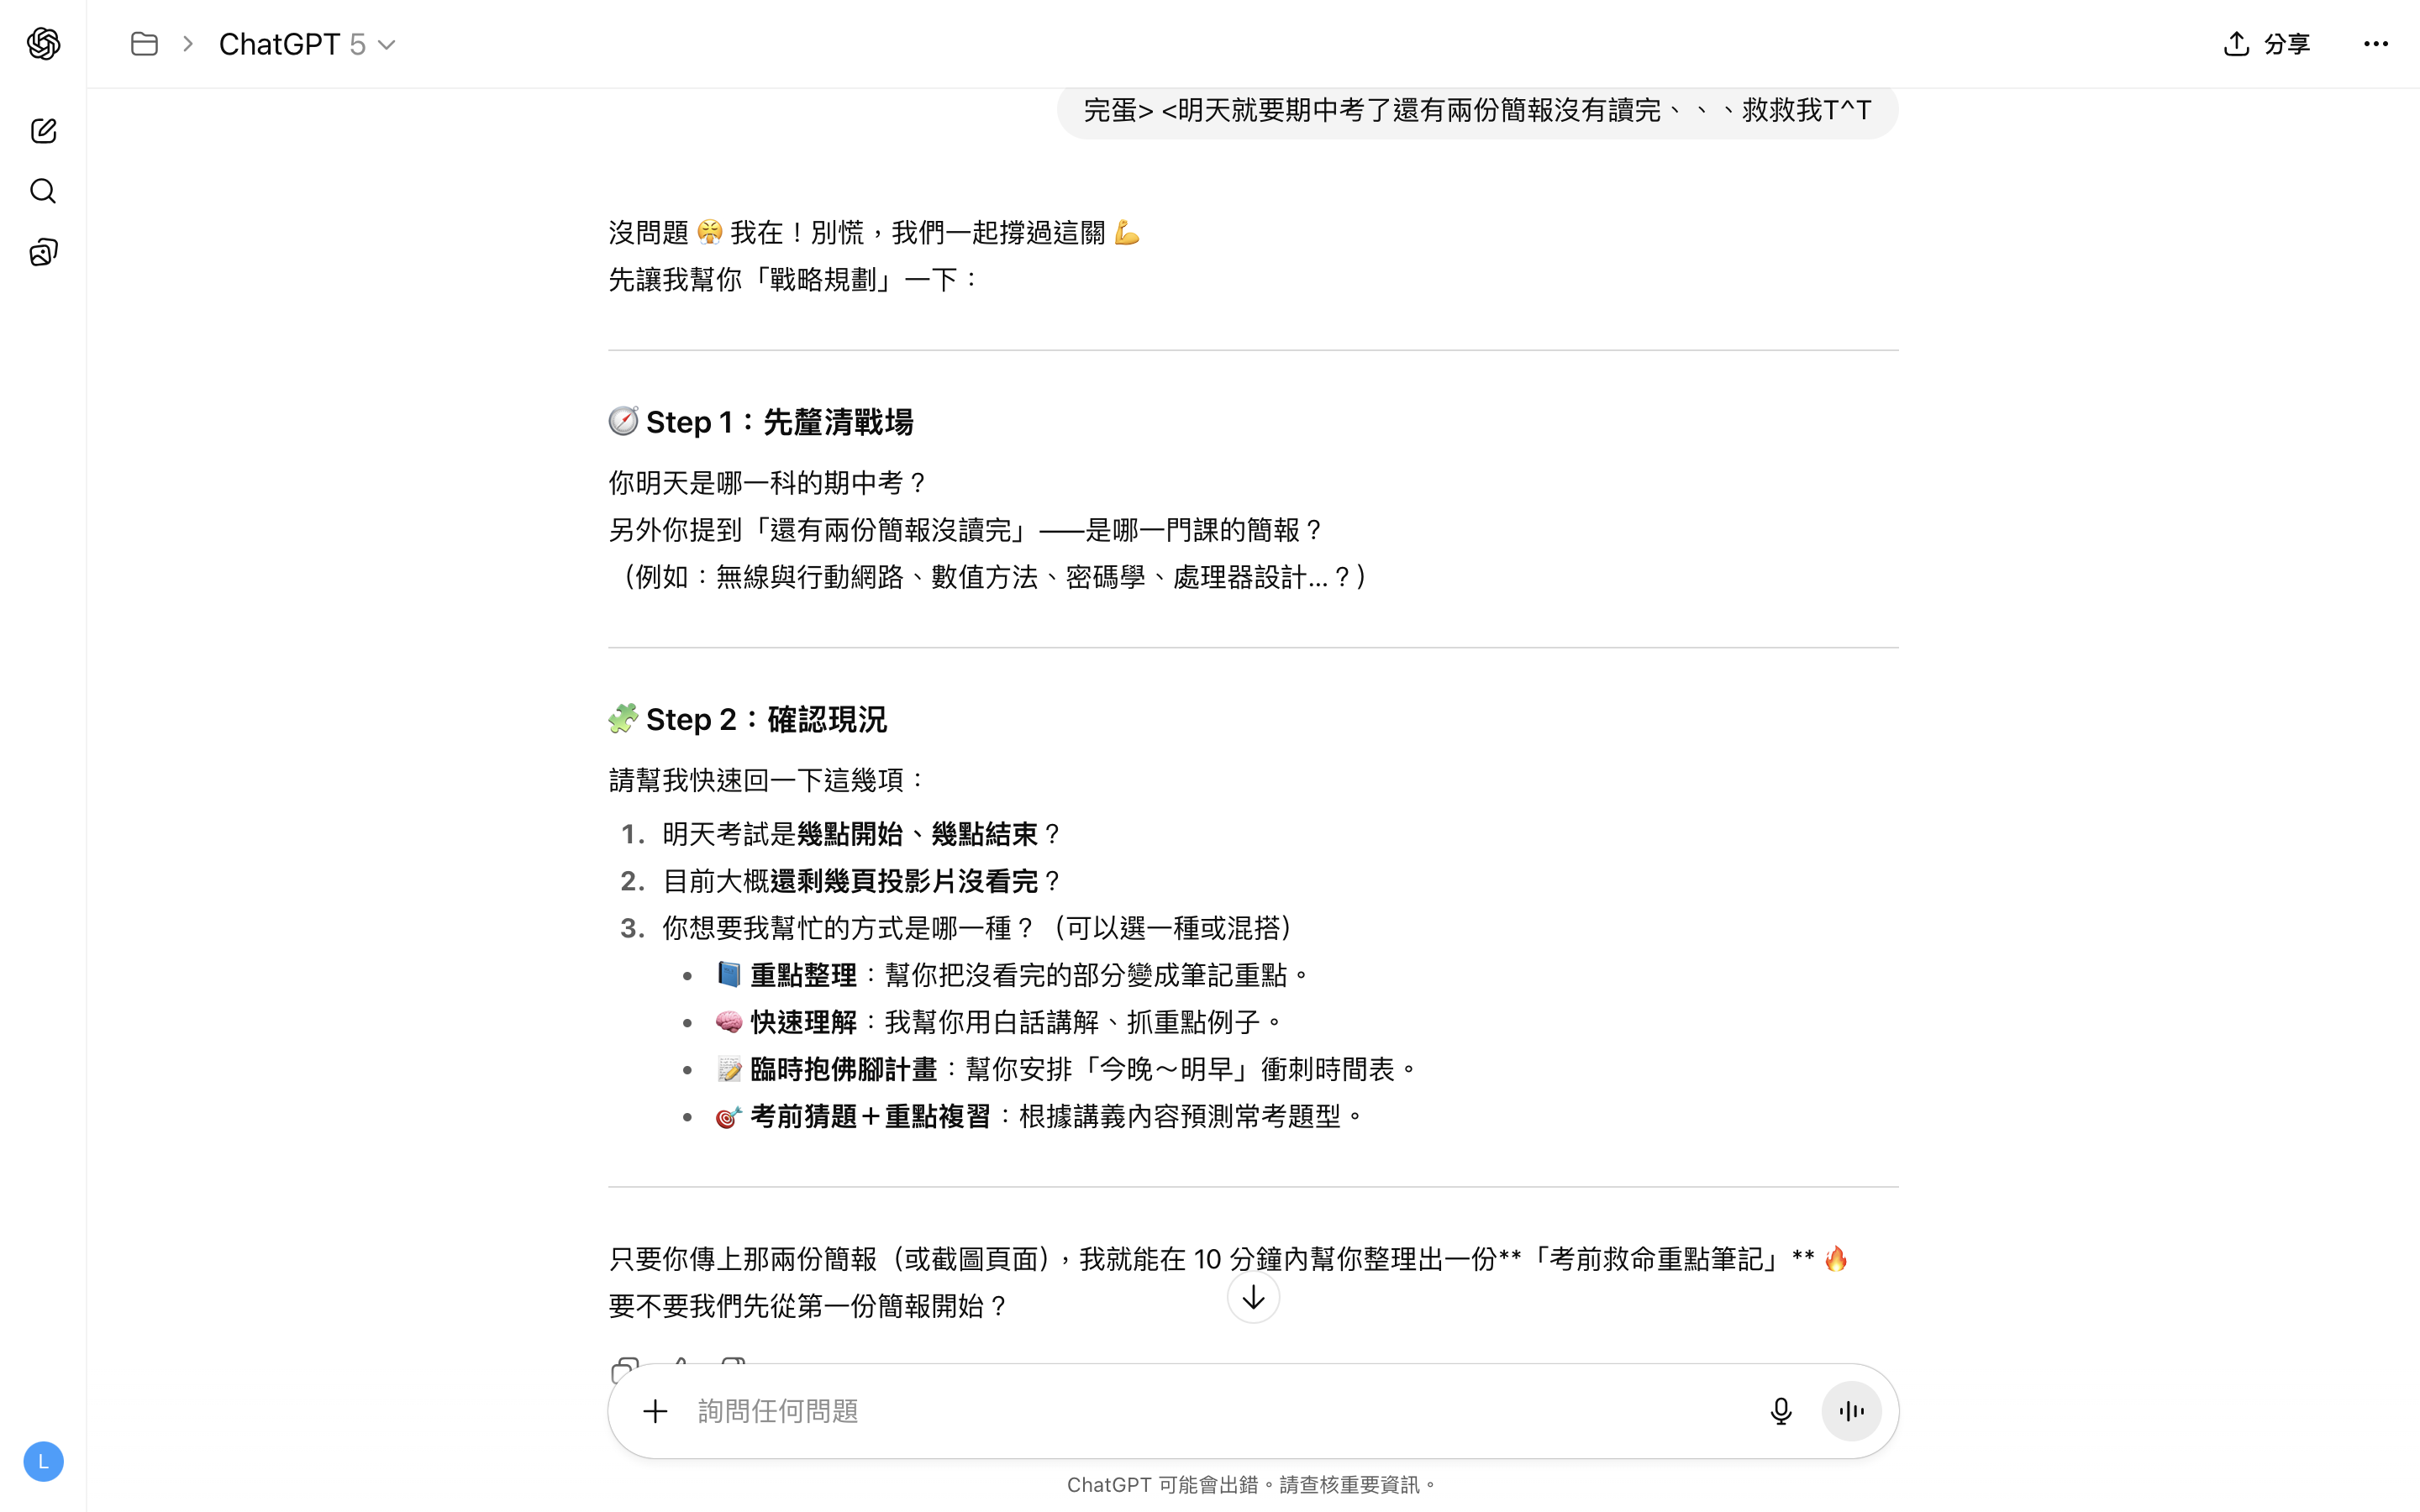 ChatGPT 5
分享
完蛋> <明天就要期中考了還有兩份簡報沒有讀完、、、救救我T^T
沒問題 😤 我在！別慌，我們一起撐過這關 💪
先讓我幫你「戰略規劃」一下：
🧭 Step 1：先釐清戰場
你明天是哪一科的期中考？
另外你提到「還有兩份簡報沒讀完」——是哪一門課的簡報？
（例如：無線與行動網路、數值方法、密碼學、處理器設計...？）
🧩 Step 2：確認現況
請幫我快速回一下這幾項：
1. 明天考試是幾點開始、幾點結束？
2. 目前大概還剩幾頁投影片沒看完？
3. 你想要我幫忙的方式是哪一種？（可以選一種或混搭）
• 📘 重點整理：幫你把沒看完的部分變成筆記重點。
• 🧠 快速理解：我幫你用白話講解、抓重點例子。
• 📝 臨時抱佛腳計畫：幫你安排「今晚～明早」衝刺時間表。
• 🎯 考前猜題＋重點複習：根據講義內容預測常考題型。
只要你傳上那兩份簡報（或截圖頁面），我就能在 10 分鐘內幫你整理出一份**「考前救命重點筆記」** 🔥
要不要我們先從第一份簡報開始？
詢問任何問題
L
ChatGPT 可能會出錯。請查核重要資訊。